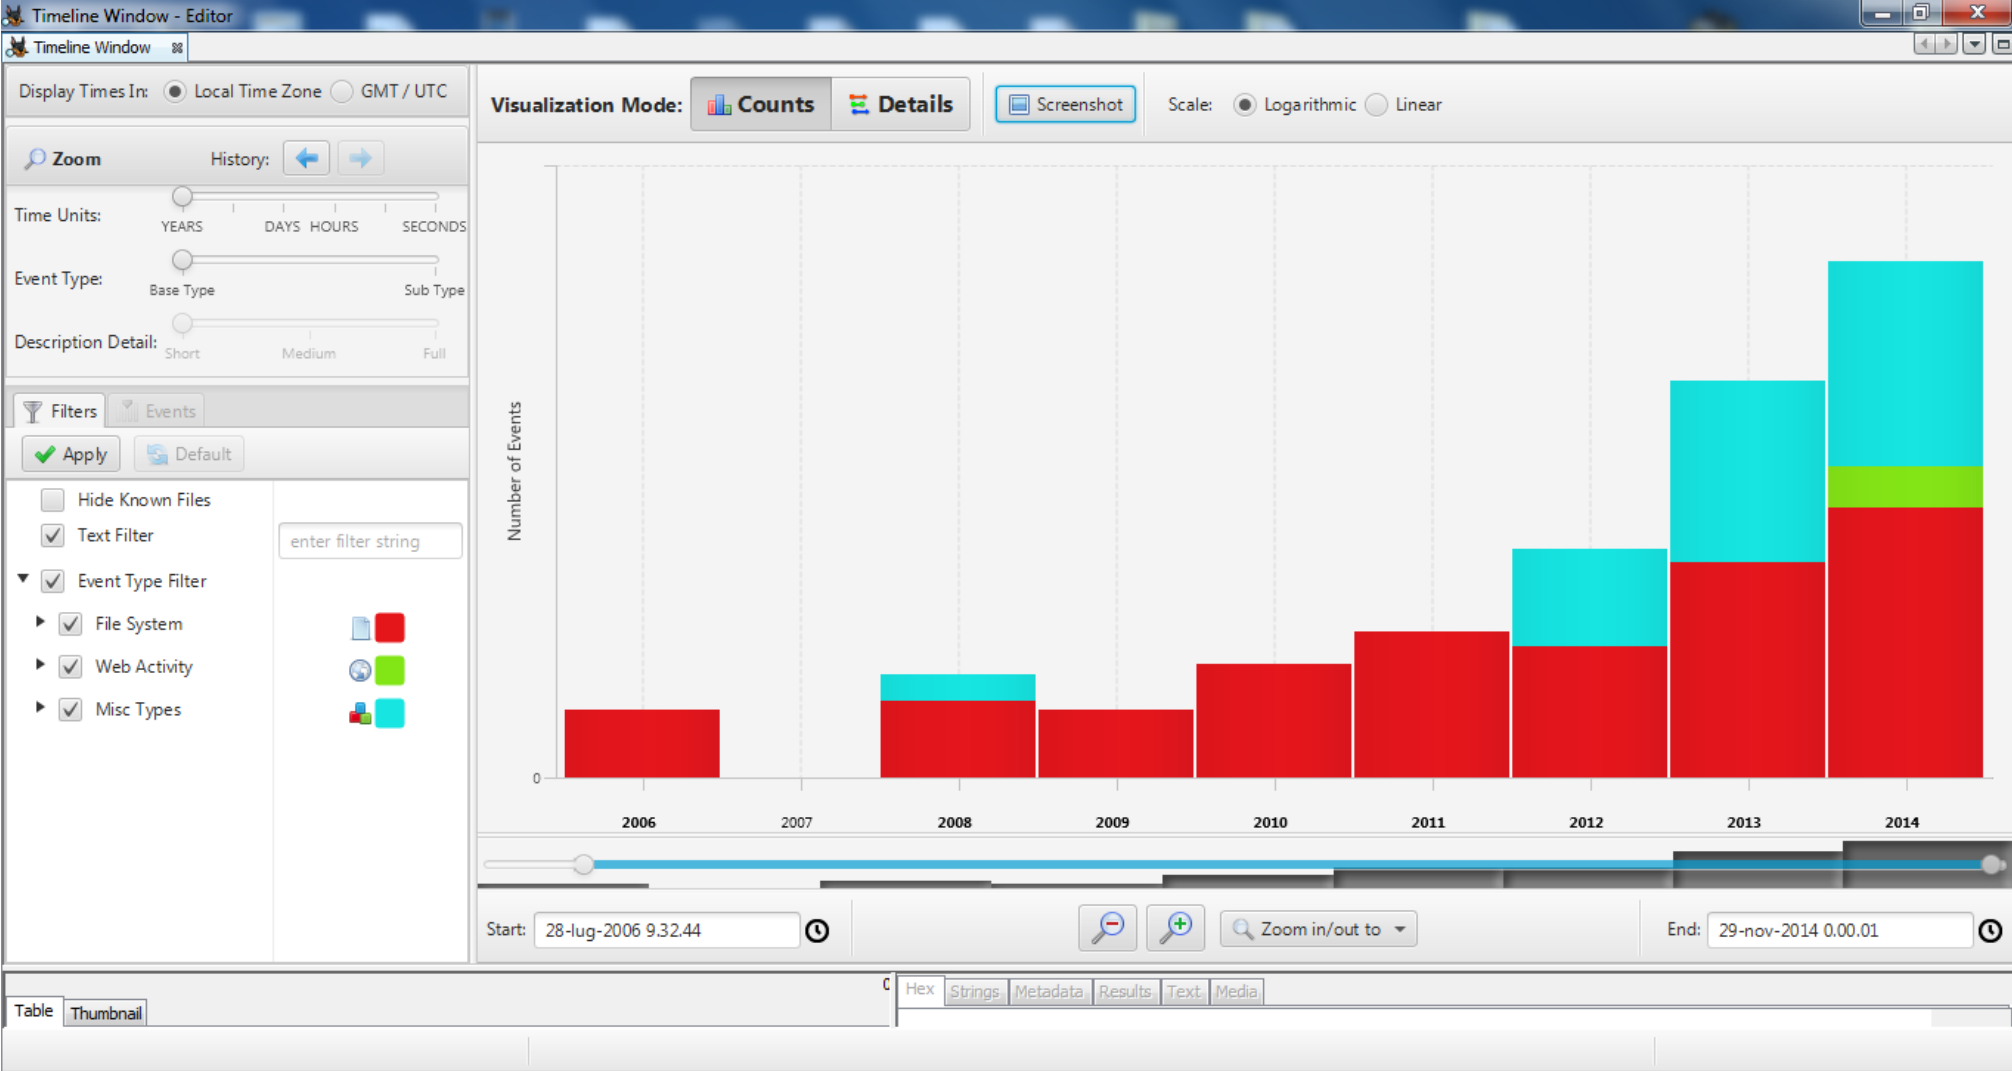 Timeline Window - Editor
Timeline Window
Display Times In: Local Time Zone GMT / UTC
Visualization Mode: Counts Details Screenshot Scale: Logarithmic Linear
Zoom History:
Time Units:
YEARS DAYS HOURS SECONDS
Event Type:
Base Type Sub Type
Description Detail:
Short Medium Full
Filters Events
Apply Default
Hide Known Files
Text Filter enter filter string
Event Type Filter
File System
Web Activity
Misc Types
Number of Events
0
2006 2007 2008 2009 2010 2011 2012 2013 2014
Start: 28-lug-2006 9.32.44 Zoom in/out to End: 29-nov-2014 0.00.01
Table Thumbnail
Hex Strings Metadata Results Text Media